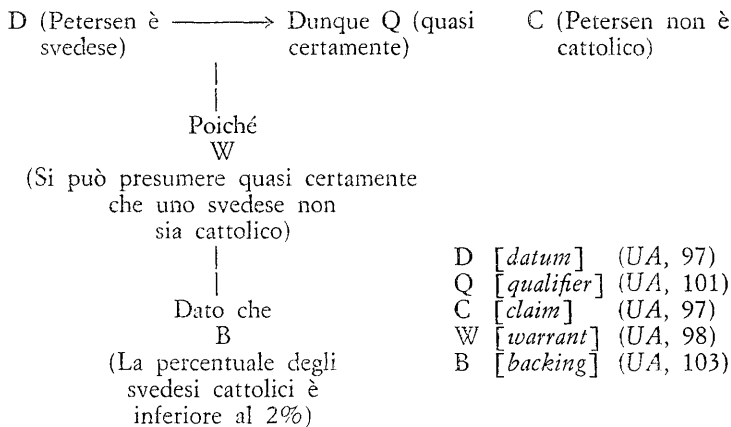 D (Petersen è ⟶ Dunque Q (quasi C (Petersen non è
svedese) certamente) cattolico)
Poiché
W
(Si può presumere quasi certamente
che uno svedese non
sia cattolico)
D [datum] (UA, 97)
Q [qualifier] (UA, 101)
C [claim] (UA, 97)
W [warrant] (UA, 98)
B [backing] (UA, 103)
Dato che
B
(La percentuale degli
svedesi cattolici è
inferiore al 2%)